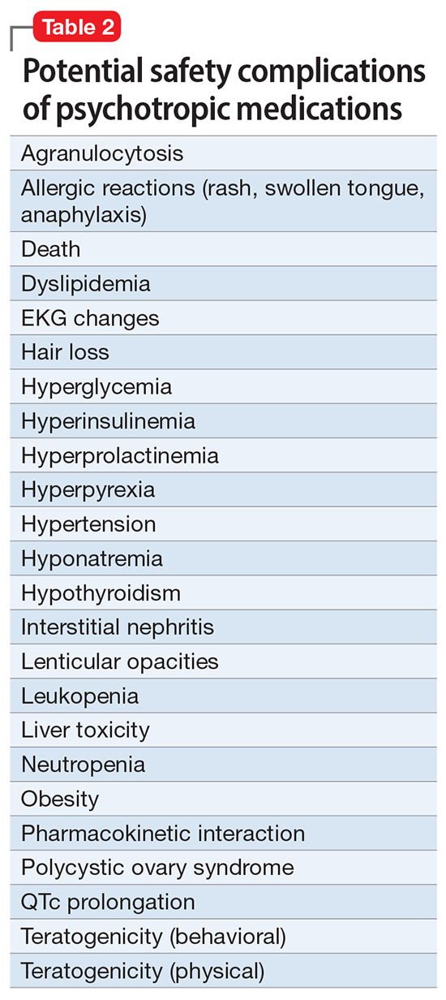 Table 2
Potential safety complications
of psychotropic medications
Agranulocytosis
Allergic reactions (rash, swollen tongue,
anaphylaxis)
Death
Dyslipidemia
EKG changes
Hair loss
Hyperglycemia
Hyperinsulinemia
Hyperprolactinemia
Hyperpyrexia
Hypertension
Hyponatremia
Hypothyroidism
Interstitial nephritis
Lenticular opacities
Leukopenia
Liver toxicity
Neutropenia
Obesity
Pharmacokinetic interaction
Polycystic ovary syndrome
QTc prolongation
Teratogenicity (behavioral)
Teratogenicity (physical)